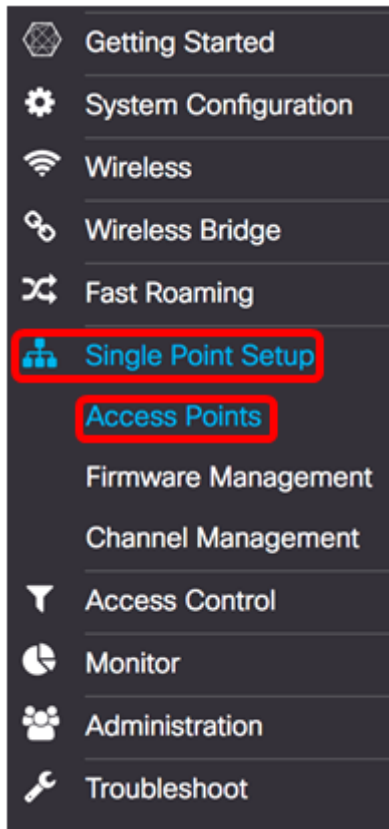 Getting Started
System Configuration
Wireless
Wireless Bridge
Fast Roaming
Single Point Setup
Access Points
Firmware Management
Channel Management
Access Control
Monitor
Administration
Troubleshoot